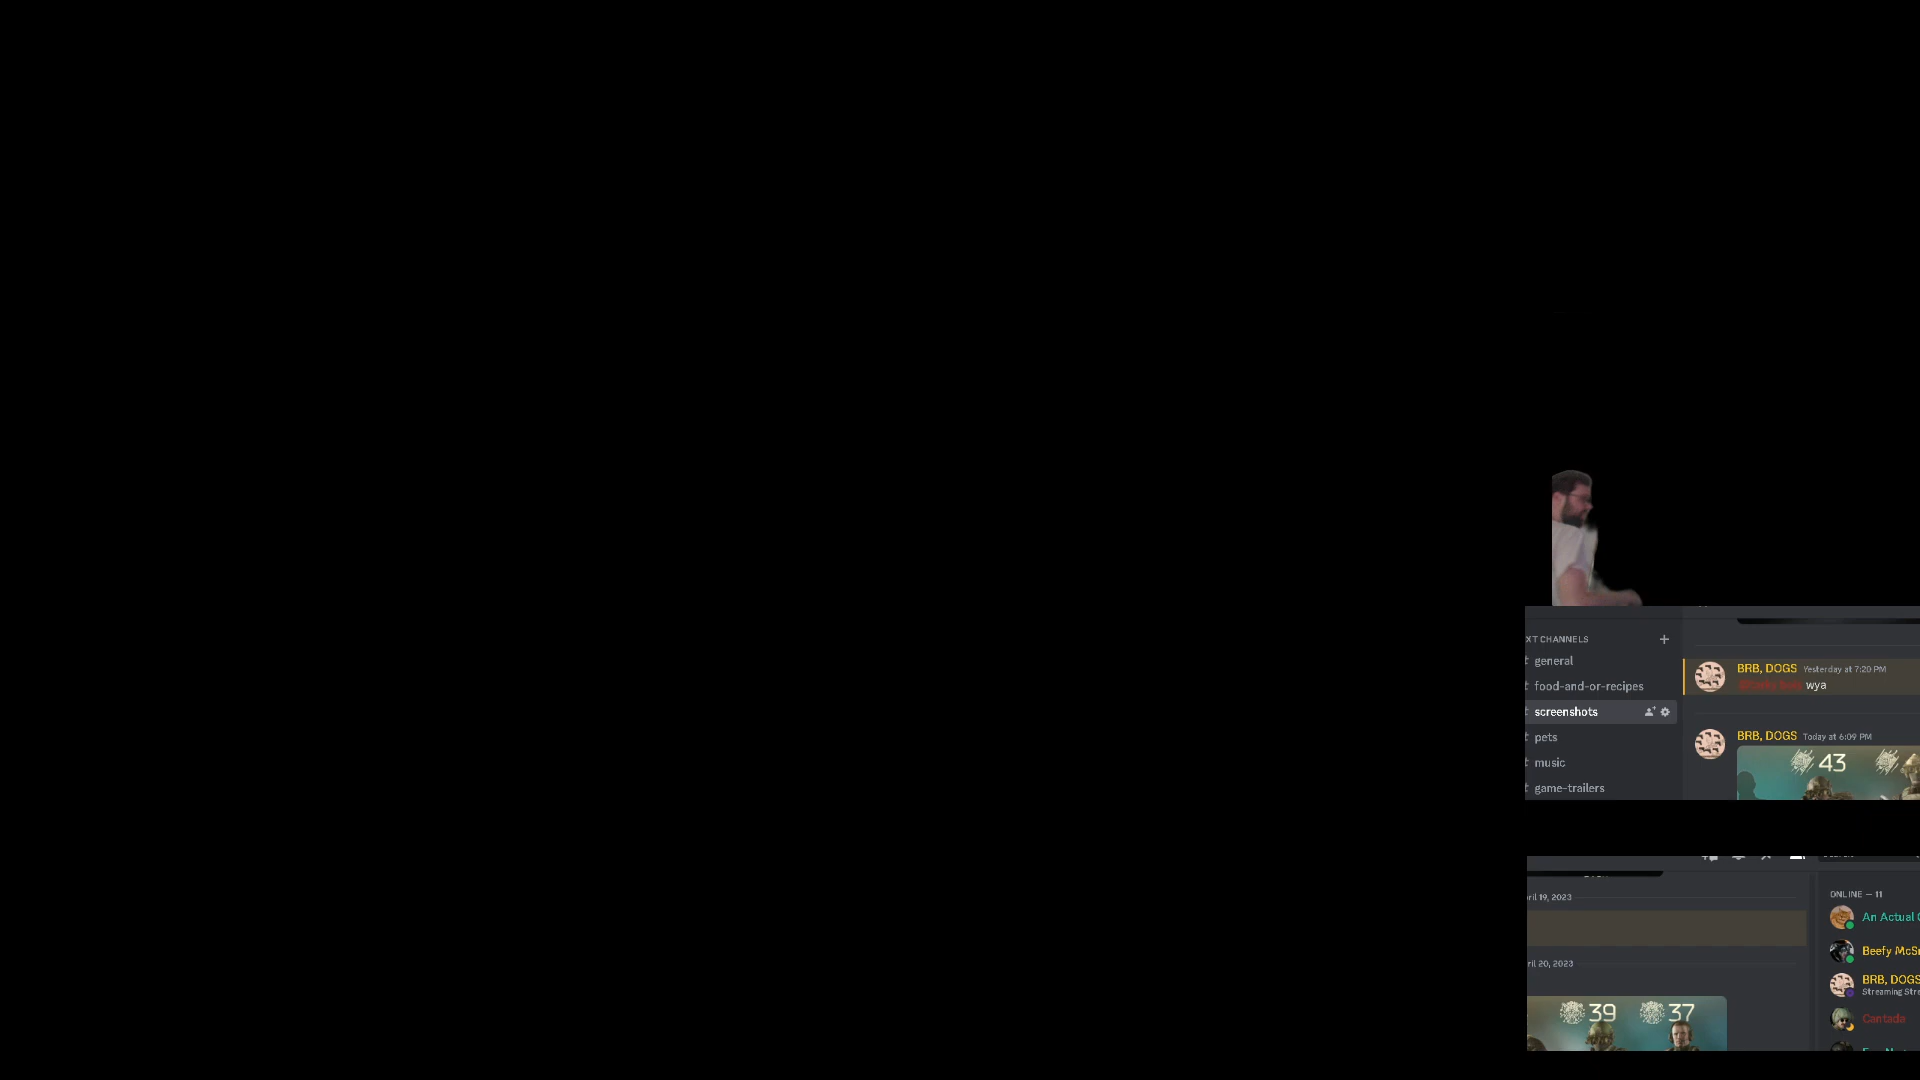 XT CHANNELS
general
food-and-or-recipes
screenshots
pets
music
game-trailers
BRB, DOGS Yesterday at 7:20 PM
wya
BRB, DOGS Today at 6:09 PM
43
ril 19, 2023
ril 20, 2023
39 37
ONLINE — 11
An Actual
Beefy McS
BRB, DOGS
Streaming Stre
Cantada